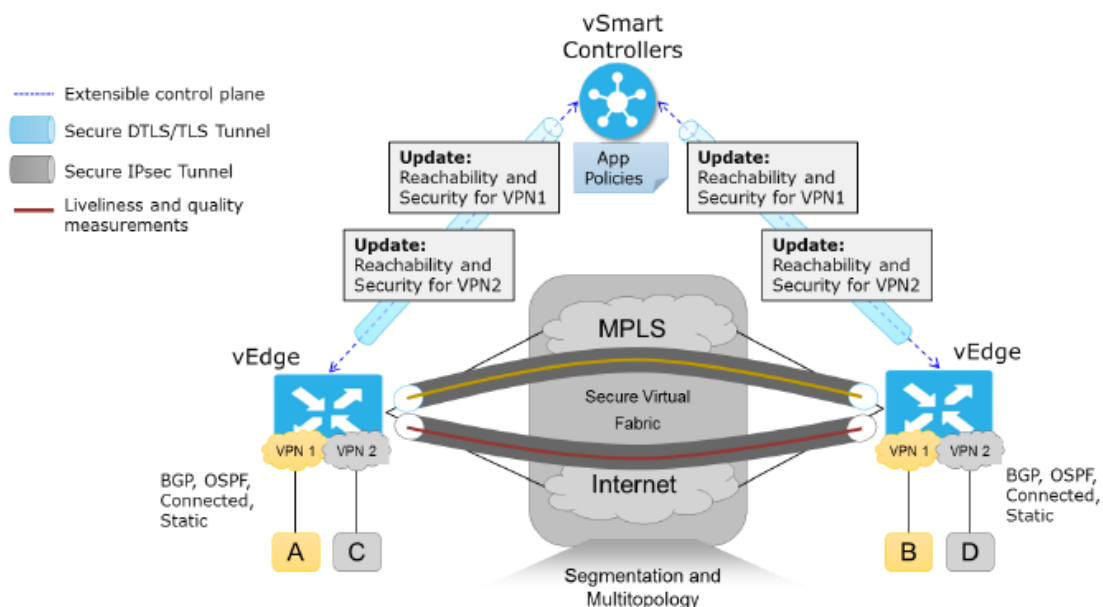 vSmart
Controllers
Extensible control plane
Secure DTLS/TLS Tunnel
Secure IPsec Tunnel
Liveliness and quality
measurements
Update:
Reachability and
Security for VPN1
App
Policies
Update:
Reachability and
Security for VPN1
Update:
Reachability and
Security for VPN2
Update:
Reachability and
Security for VPN2
MPLS
vEdge
vEdge
Secure Virtual
Fabric
VPN 1
VPN 2
VPN 1
VPN 2
BGP, OSPF,
Connected,
Static
Internet
BGP, OSPF,
Connected,
Static
A
C
B
D
Segmentation and
Multitopology